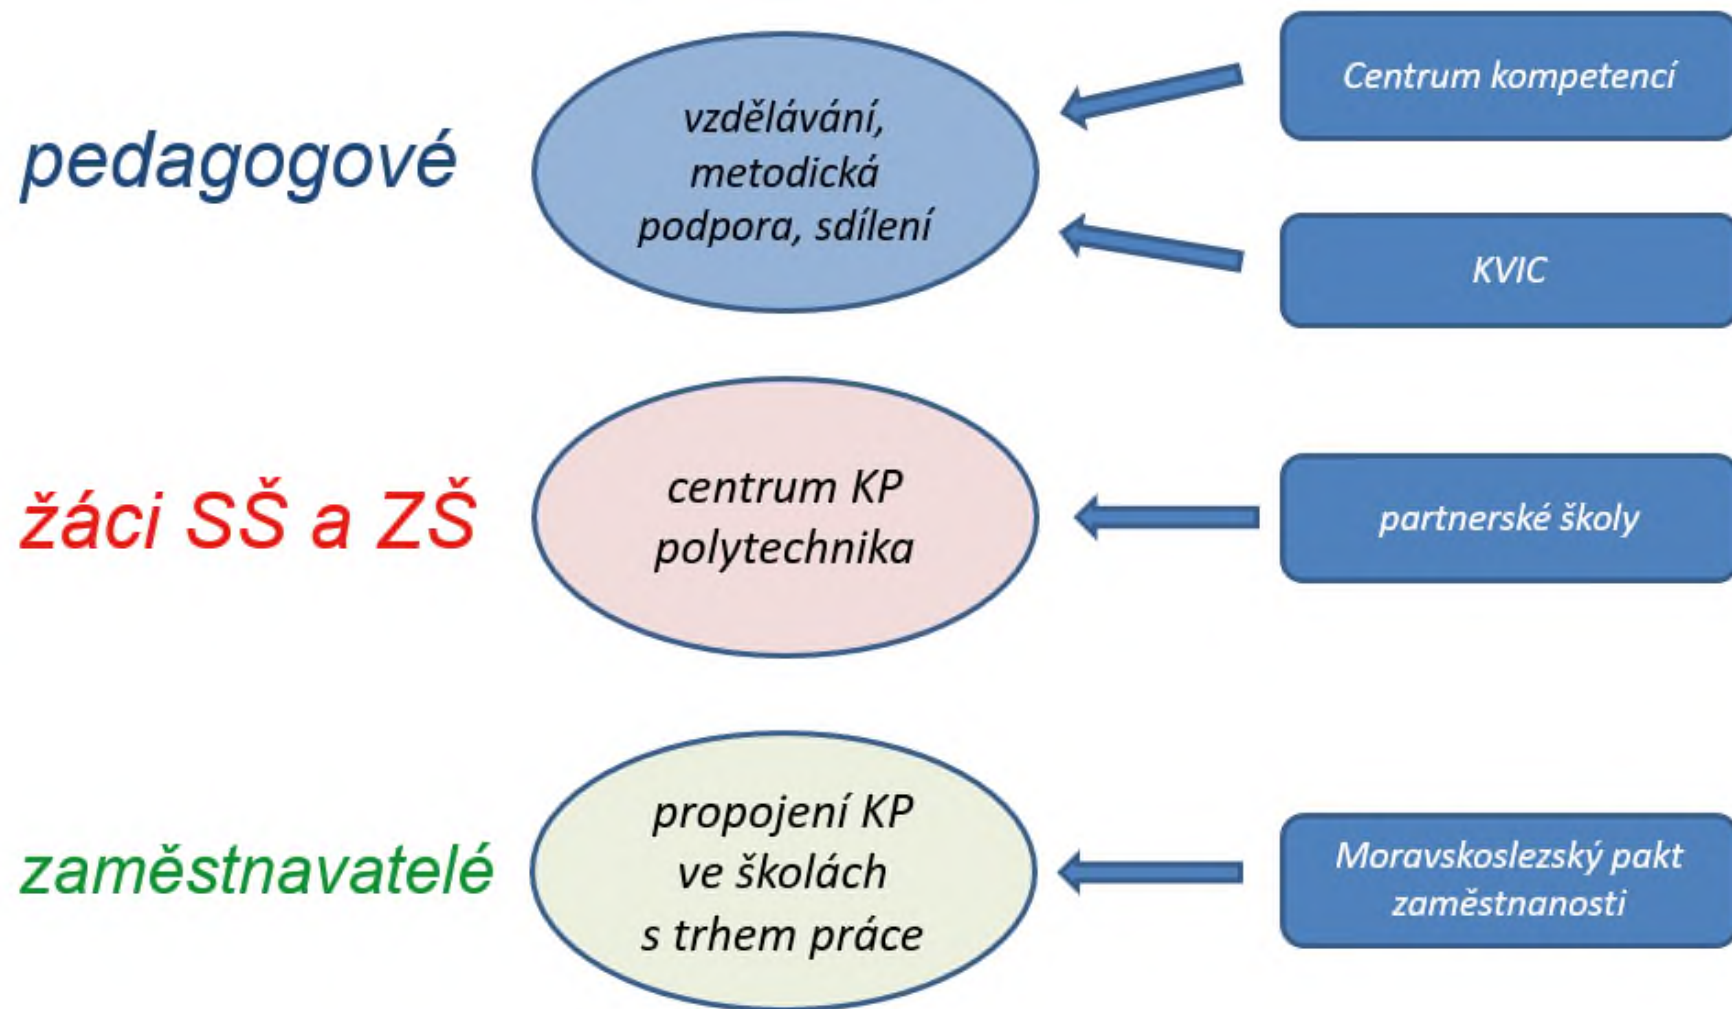 pedagogové
vzdělávání,
metodická
podpora, sdílení
Centrum kompetencí
KVIC
žáci SŠ a ZŠ
centrum KP
polytechnika
partnerské školy
zaměstnavatelé
propojení KP
ve školách
s trhem práce
Moravskoslezský pakt
zaměstnanosti